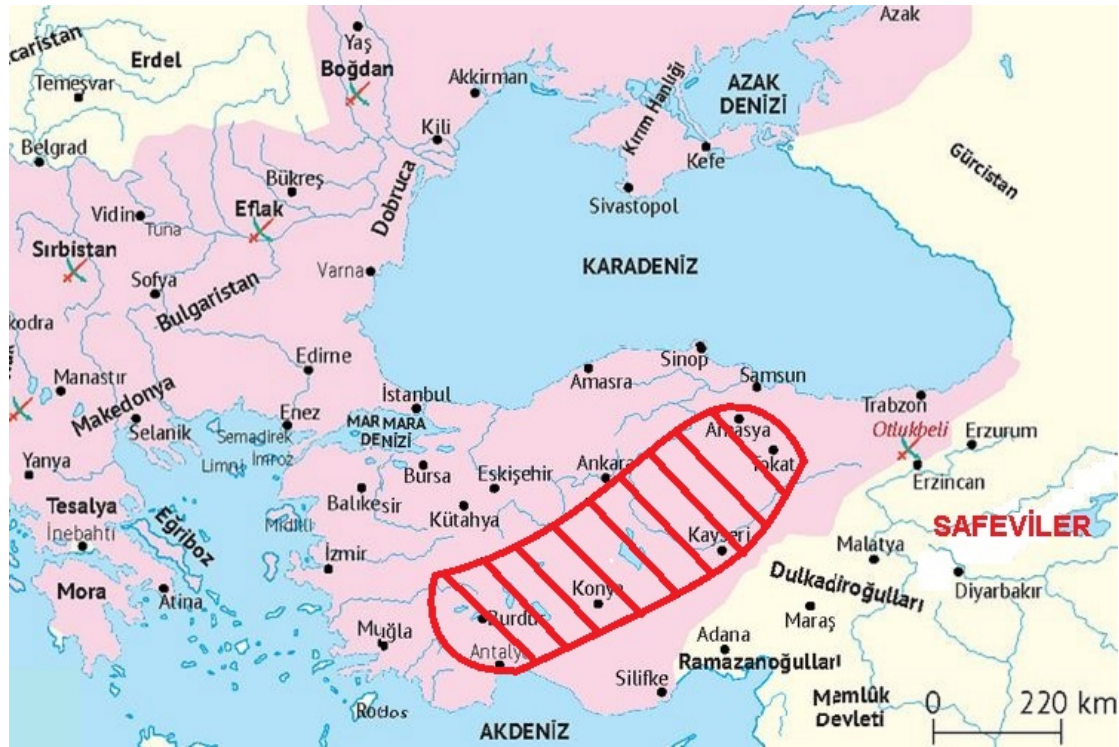 Azak
Yaş
caristan
Erdel
Boğdan
Akkirman
AZAK
DENİZİ
Temeşvar
Kırım Hanlığı
Kili
Kefe
Gürcistan
Belgrad
Bükreş
Dobruca
Sivastopol
Vidin
Tuna
Eflak
Sırbistan
KARADENİZ
Varna
Sofya
Bulgaristan
kodra
Edirne
Sinop
Manastır
Makedonya
İstanbul
Amasra
Samsun
Enez
MARMARA
DENİZİ
Trabzon
Selanik
Semadirek
Amasya
Otlukbeli
Erzurum
Limni
İmroz
Yanya
Bursa
Eskişehir
Ankara
Tokat
Erzincan
Tesalya
Balıkesir
Kütahya
SAFEVİLER
İnebahtı
Eğriboz
Midilli
Kayseri
Malatya
İzmir
Dulkadiroğulları
Diyarbakır
Mora
Atina
Konya
Maraş
Burdur
Muğla
Adana
Antalya
Ramazanoğulları
Silifke
Memlûk
Devleti
Rodos
AKDENİZ
0 220 km